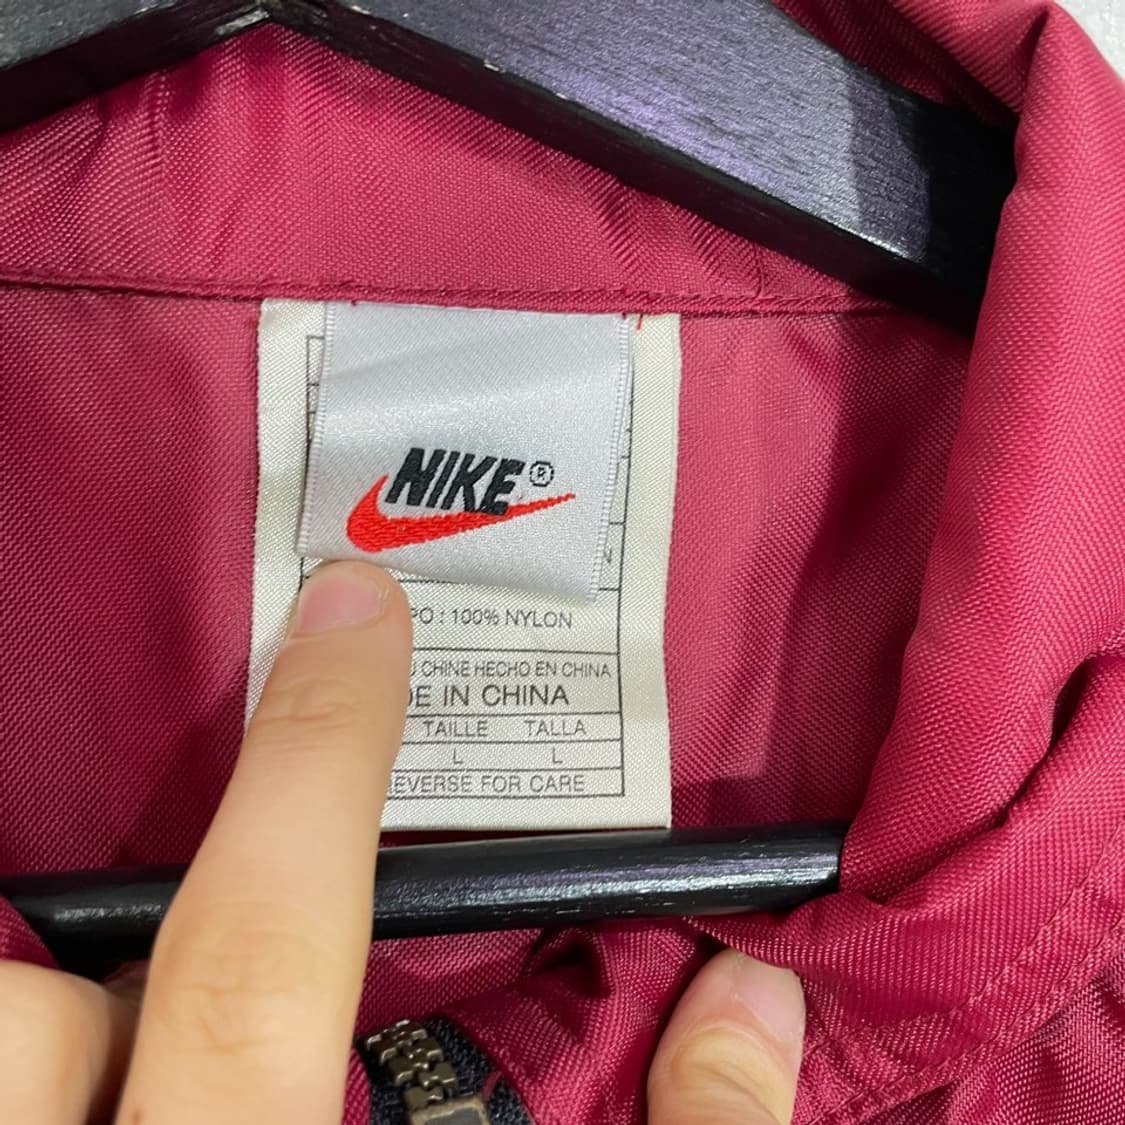 NIKE®
PO : 100% NYLON
CHINE HECHO EN CHINA
DE IN CHINA
TAILLE TALLA
L L
EVERSE FOR CARE